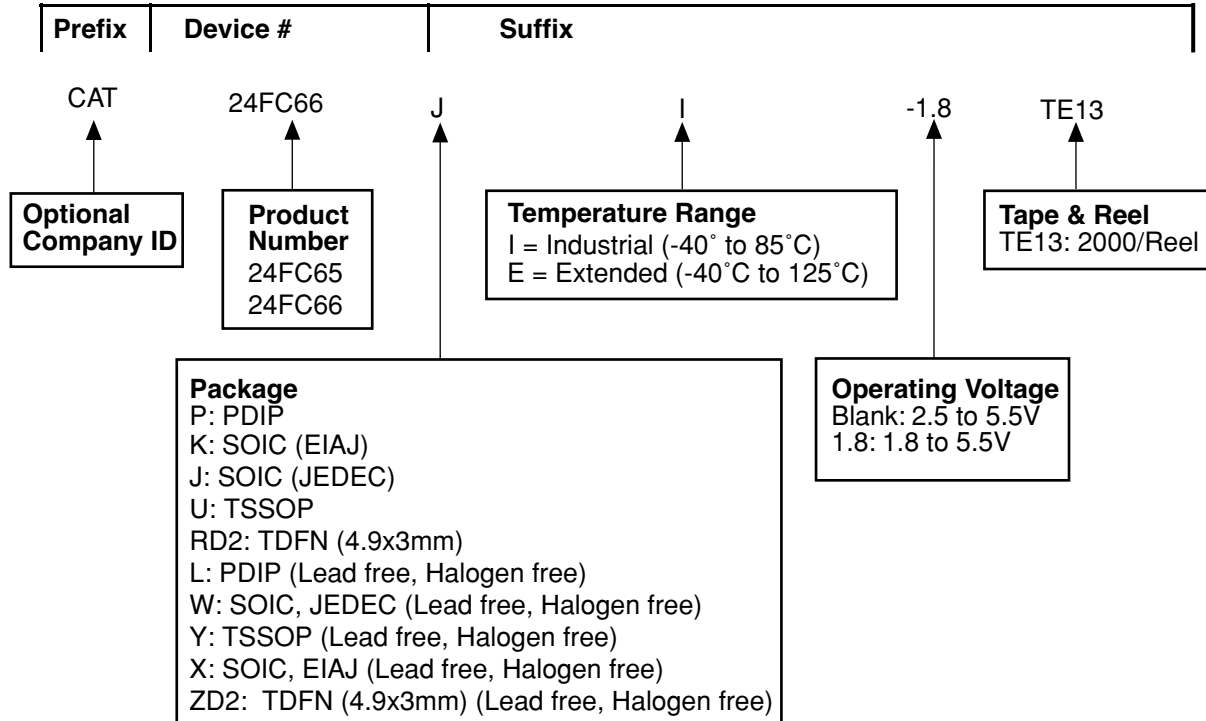 Prefix Device # Suffix
CAT 24FC66 J I -1.8 TE13
Optional
Company ID
Product
Number
24FC65
24FC66
Temperature Range
I = Industrial (-40˚ to 85˚C)
E = Extended (-40˚C to 125˚C)
Tape & Reel
TE13: 2000/Reel
Package
P: PDIP
K: SOIC (EIAJ)
J: SOIC (JEDEC)
U: TSSOP
RD2: TDFN (4.9x3mm)
L: PDIP (Lead free, Halogen free)
W: SOIC, JEDEC (Lead free, Halogen free)
Y: TSSOP (Lead free, Halogen free)
X: SOIC, EIAJ (Lead free, Halogen free)
ZD2: TDFN (4.9x3mm) (Lead free, Halogen free)
Operating Voltage
Blank: 2.5 to 5.5V
1.8: 1.8 to 5.5V